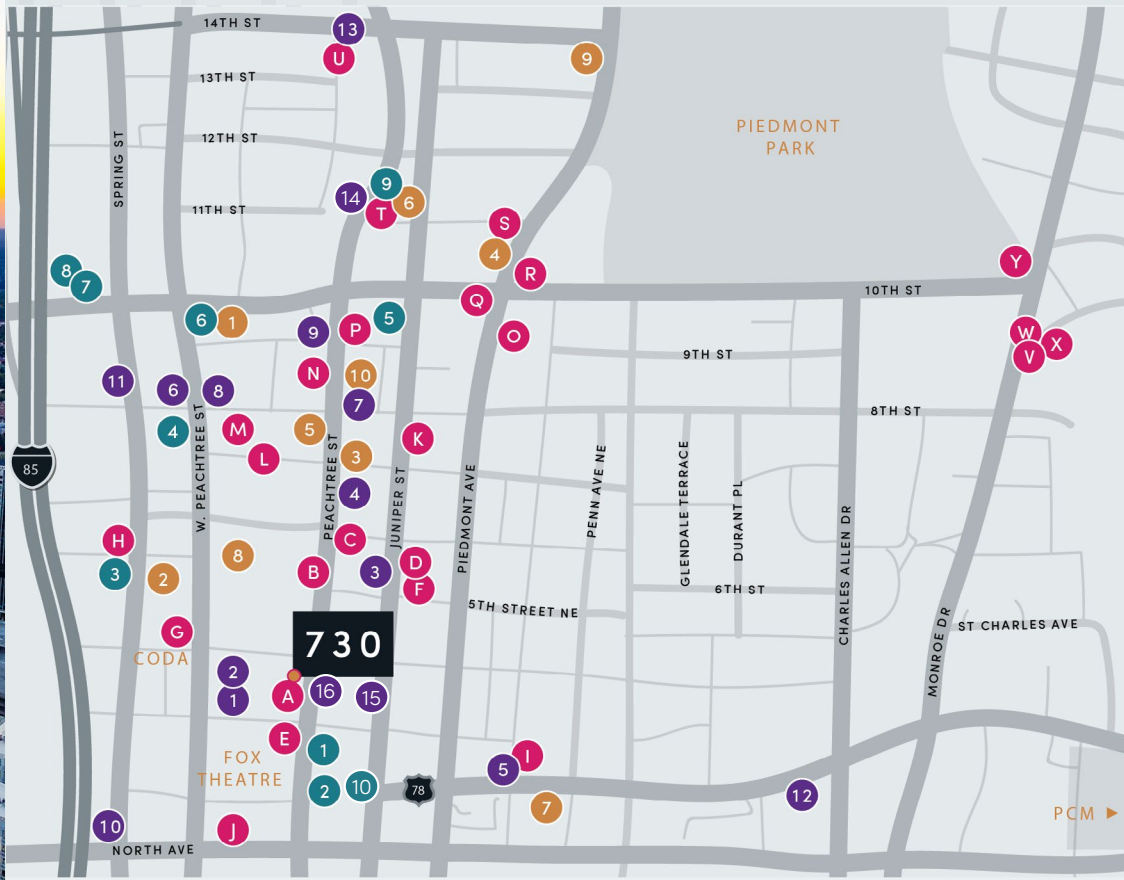 14TH ST
13
U
9
13TH ST
PIEDMONT
PARK
12TH ST
SPRING ST
14
9
6
T
11TH ST
S
4
R
Y
8
7
Q
10TH ST
6
1
9
P
5
O
W
X
V
9TH ST
N
10
11
6
8
7
8TH ST
4
M
5
K
L
3
W. PEACHTREE ST
PEACHTREE ST
JUNIPER ST
PIEDMONT AVE
PENN AVE NE
GLENDALE TERRACE
DURANT PL
CHARLES ALLEN DR
85
4
H
C
8
3
2
B
3
D
F
6TH ST
5TH STREET NE
ST CHARLES AVE
MONROE DR
G
CODA
730
2
1
A
16
15
E
1
FOX
THEATRE
I
5
2
10
78
7
12
PCM
10
J
NORTH AVE